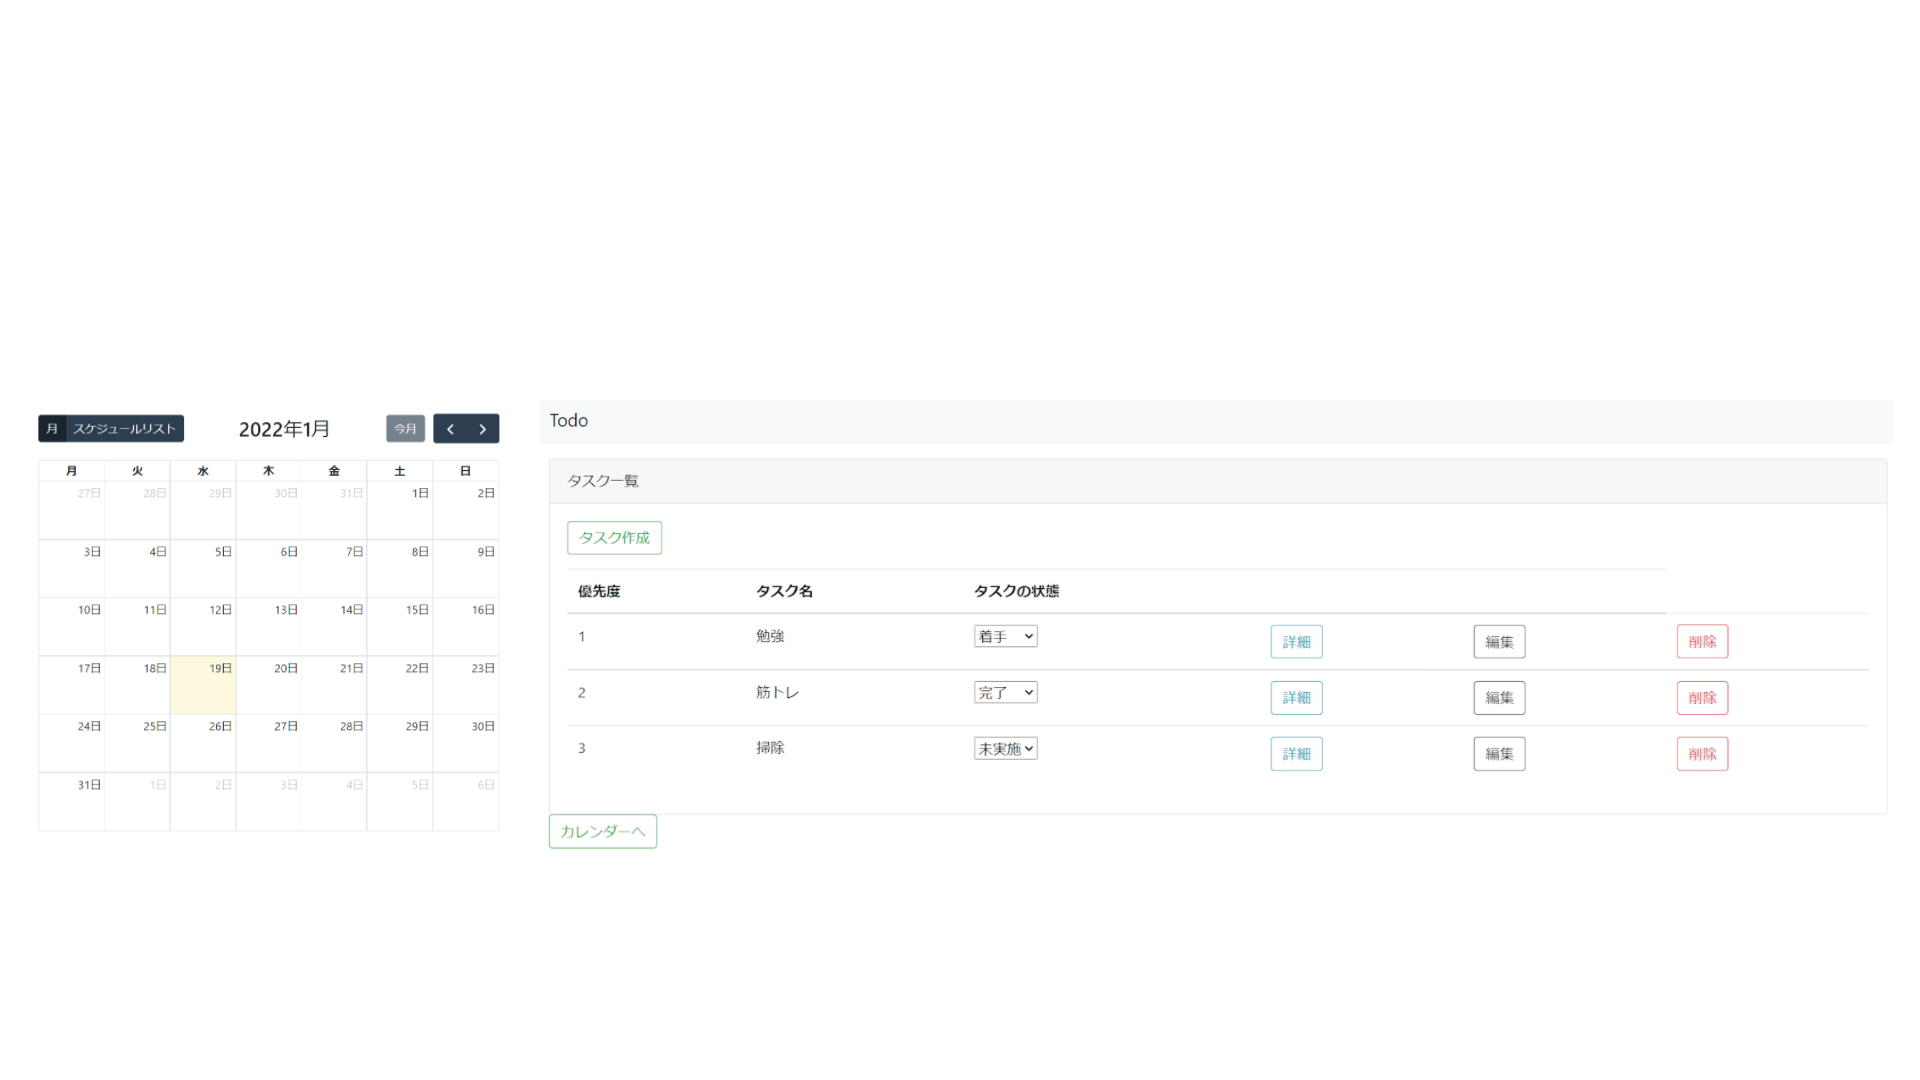 月 スケジュールリスト 2022年1月 今月
月 火 水 木 金 土 日
27日 28日 29日 30日 31日 1日 2日
3日 4日 5日 6日 7日 8日 9日
10日 11日 12日 13日 14日 15日 16日
17日 18日 19日 20日 21日 22日 23日
24日 25日 26日 27日 28日 29日 30日
31日 1日 2日 3日 4日 5日 6日
Todo
タスク一覧
タスク作成
優先度 タスク名 タスクの状態
1 勉強 着手 詳細 編集 削除
2 筋トレ 完了 詳細 編集 削除
3 掃除 未実施 詳細 編集 削除
カレンダーへ